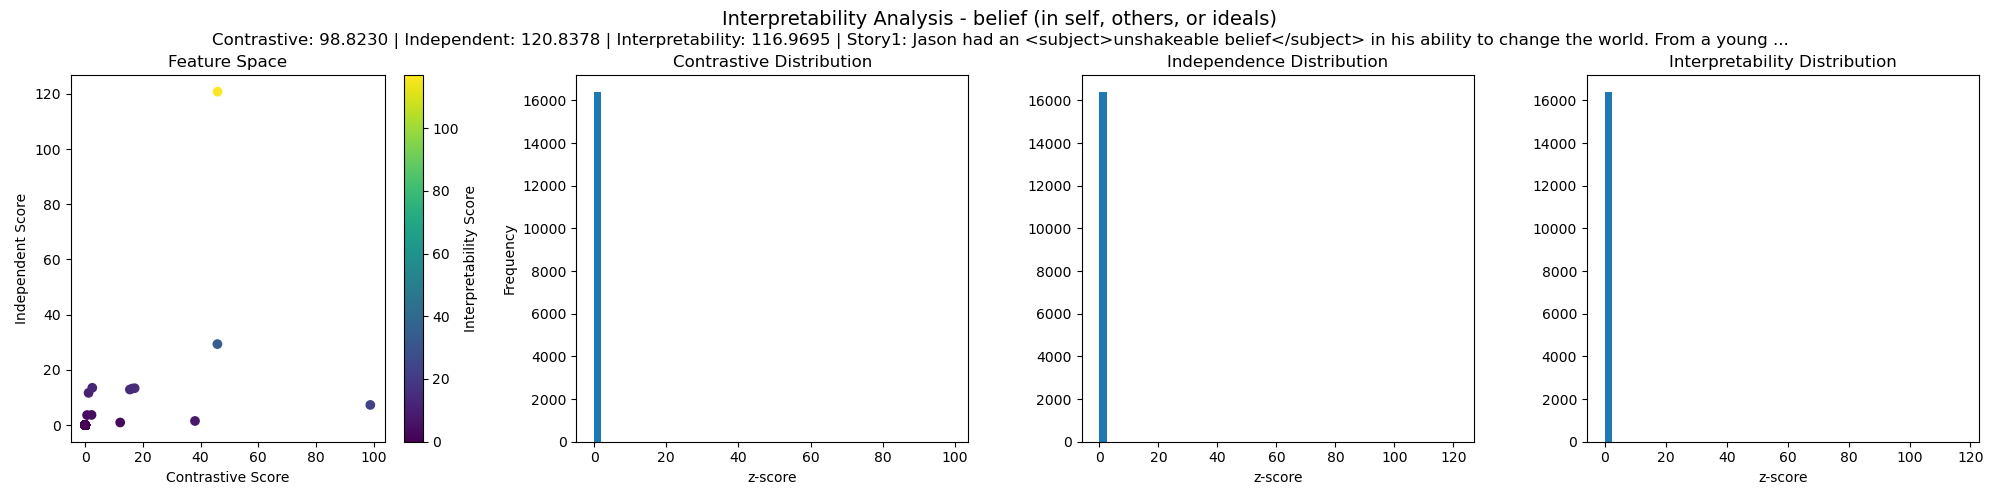 Interpretability Analysis - belief (in self, others, or ideals)
Contrastive: 98.8230 | Independent: 120.8378 | Interpretability: 116.9695 | Story1: Jason had an <subject>unshakeable belief</subject> in his ability to change the world. From a young ...
Feature Space
Independent Score
120
100
80
60
40
20
0
0 20 40 60 80 100
Contrastive Score
100
80
60
40
20
0
Interpretability Score
Contrastive Distribution
Frequency
16000
14000
12000
10000
8000
6000
4000
2000
0
0 20 40 60 80 100
z-score
Independence Distribution
16000
14000
12000
10000
8000
6000
4000
2000
0
0 20 40 60 80 100 120
z-score
Interpretability Distribution
16000
14000
12000
10000
8000
6000
4000
2000
0
0 20 40 60 80 100 120
z-score